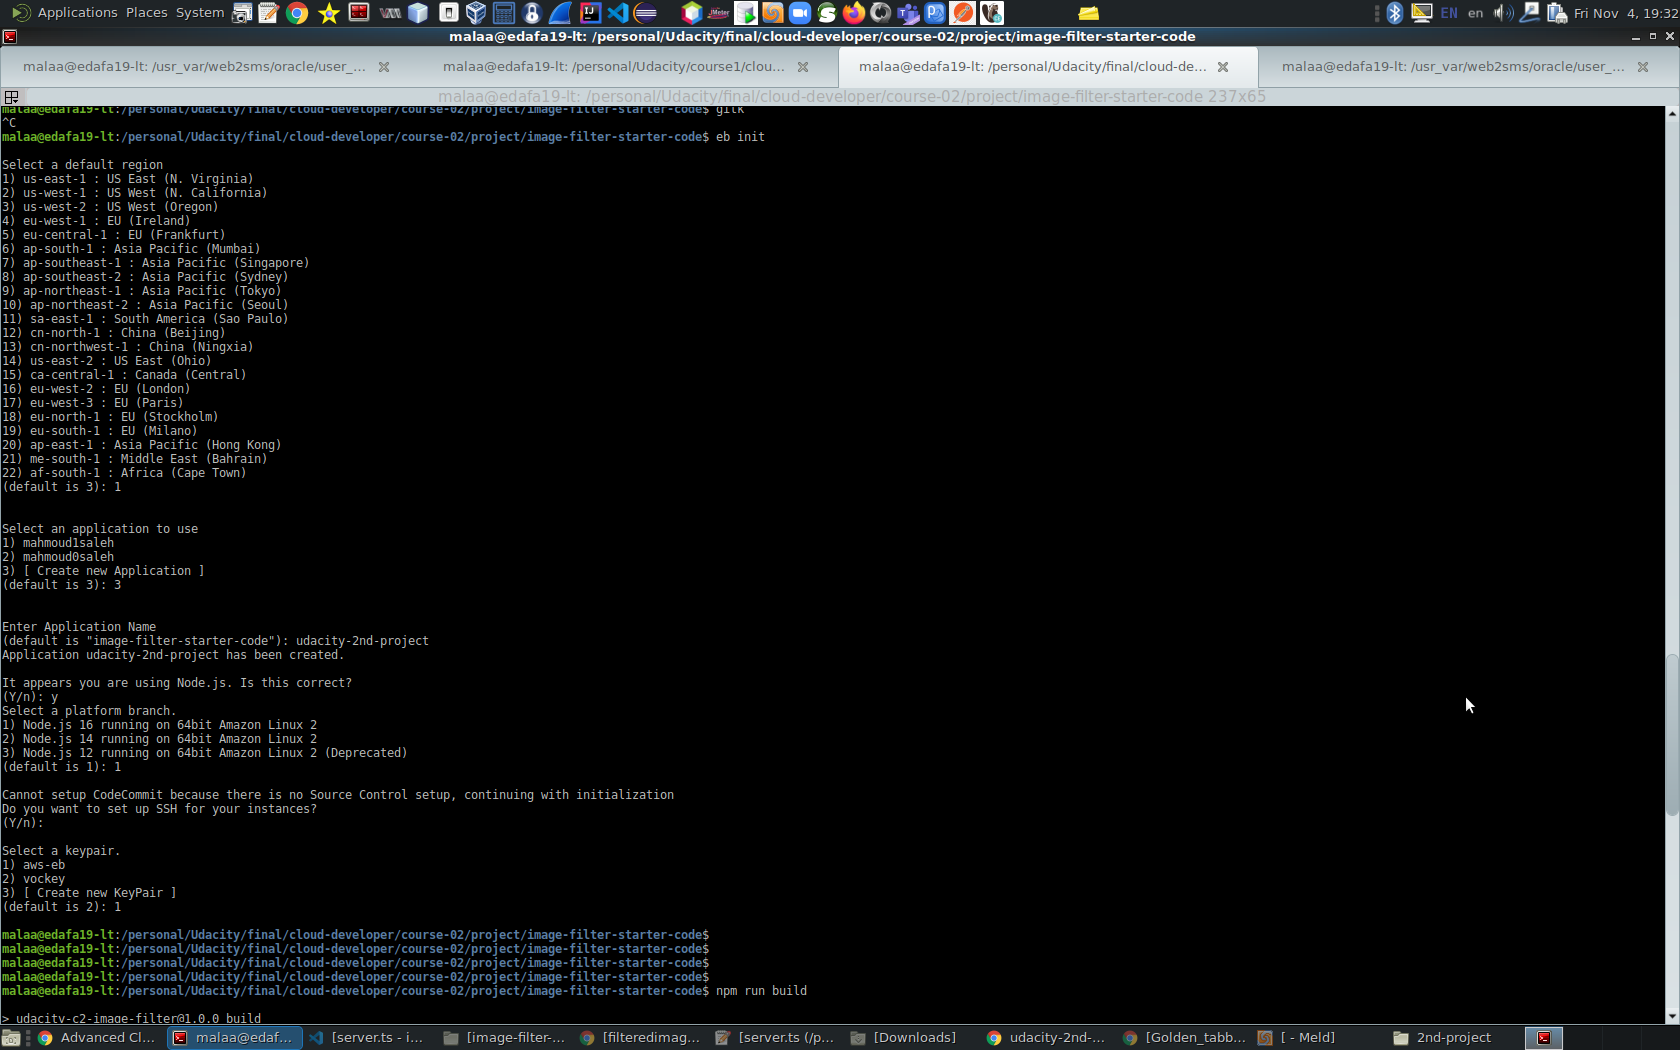 Applications Places System EN en Fri Nov 4, 19:32
malaa@edafa19-lt: /personal/Udacity/final/cloud-developer/course-02/project/image-filter-starter-code
malaa@edafa19-lt: /usr_var/web2sms/oracle/user_... malaa@edafa19-lt: /personal/Udacity/course1/clou... malaa@edafa19-lt: /personal/Udacity/final/cloud-de... malaa@edafa19-lt: /usr_var/web2sms/oracle/user_...
malaa@edafa19-lt: /personal/Udacity/final/cloud-developer/course-02/project/image-filter-starter-code 237x65
malaa@edafa19-lt:/personal/Udacity/final/cloud-developer/course-02/project/image-filter-starter-code$ gitk
^C
malaa@edafa19-lt:/personal/Udacity/final/cloud-developer/course-02/project/image-filter-starter-code$ eb init
Select a default region
1) us-east-1 : US East (N. Virginia)
2) us-west-1 : US West (N. California)
3) us-west-2 : US West (Oregon)
4) eu-west-1 : EU (Ireland)
5) eu-central-1 : EU (Frankfurt)
6) ap-south-1 : Asia Pacific (Mumbai)
7) ap-southeast-1 : Asia Pacific (Singapore)
8) ap-southeast-2 : Asia Pacific (Sydney)
9) ap-northeast-1 : Asia Pacific (Tokyo)
10) ap-northeast-2 : Asia Pacific (Seoul)
11) sa-east-1 : South America (Sao Paulo)
12) cn-north-1 : China (Beijing)
13) cn-northwest-1 : China (Ningxia)
14) us-east-2 : US East (Ohio)
15) ca-central-1 : Canada (Central)
16) eu-west-2 : EU (London)
17) eu-west-3 : EU (Paris)
18) eu-north-1 : EU (Stockholm)
19) eu-south-1 : EU (Milano)
20) ap-east-1 : Asia Pacific (Hong Kong)
21) me-south-1 : Middle East (Bahrain)
22) af-south-1 : Africa (Cape Town)
(default is 3): 1
Select an application to use
1) mahmoud1saleh
2) mahmoud0saleh
3) [ Create new Application ]
(default is 3): 3
Enter Application Name
(default is "image-filter-starter-code"): udacity-2nd-project
Application udacity-2nd-project has been created.
It appears you are using Node.js. Is this correct?
(Y/n): y
Select a platform branch.
1) Node.js 16 running on 64bit Amazon Linux 2
2) Node.js 14 running on 64bit Amazon Linux 2
3) Node.js 12 running on 64bit Amazon Linux 2 (Deprecated)
(default is 1): 1
Cannot setup CodeCommit because there is no Source Control setup, continuing with initialization
Do you want to set up SSH for your instances?
(Y/n):
Select a keypair.
1) aws-eb
2) vockey
3) [ Create new KeyPair ]
(default is 2): 1
malaa@edafa19-lt:/personal/Udacity/final/cloud-developer/course-02/project/image-filter-starter-code$
malaa@edafa19-lt:/personal/Udacity/final/cloud-developer/course-02/project/image-filter-starter-code$
malaa@edafa19-lt:/personal/Udacity/final/cloud-developer/course-02/project/image-filter-starter-code$
malaa@edafa19-lt:/personal/Udacity/final/cloud-developer/course-02/project/image-filter-starter-code$
malaa@edafa19-lt:/personal/Udacity/final/cloud-developer/course-02/project/image-filter-starter-code$ npm run build
> udacity-c2-image-filter@1.0.0 build
Advanced Cl... malaa@edaf... [server.ts - i... [image-filter-... [filteredimag... [server.ts (/p... [Downloads] udacity-2nd-... [Golden_tabb... [ - Meld] 2nd-project